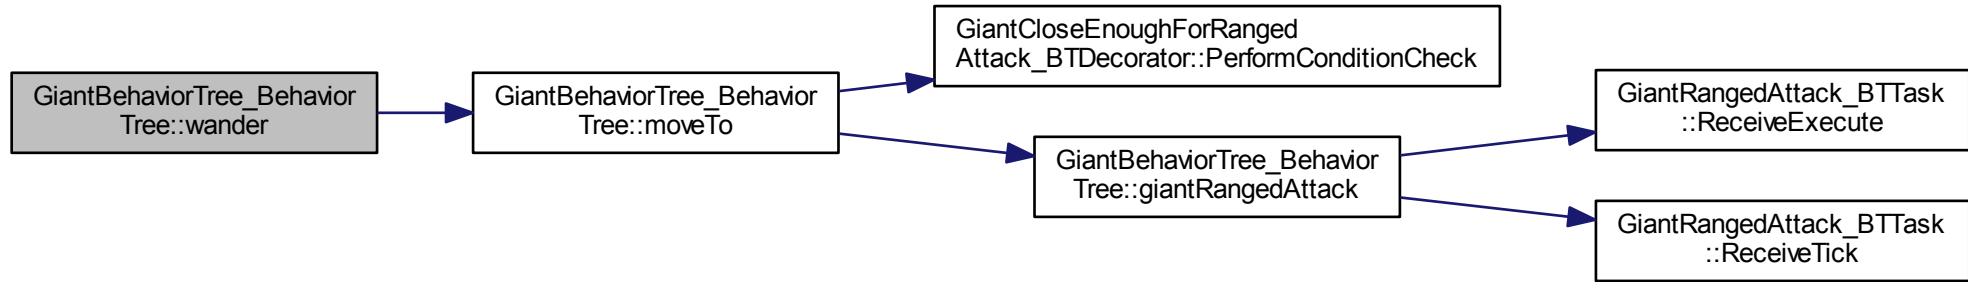 GiantBehaviorTree_Behavior
Tree::wander
GiantBehaviorTree_Behavior
Tree::moveTo
GiantCloseEnoughForRanged
Attack_BTDecorator::PerformConditionCheck
GiantBehaviorTree_Behavior
Tree::giantRangedAttack
GiantRangedAttack_BTTask
::ReceiveExecute
GiantRangedAttack_BTTask
::ReceiveTick